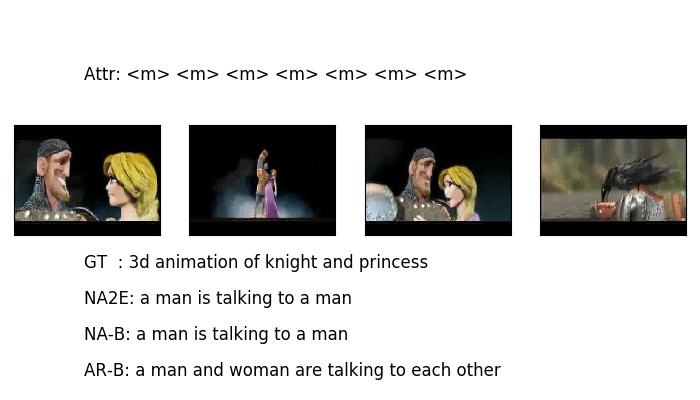 Attr: <m> <m> <m> <m> <m> <m> <m>
GT  : 3d animation of knight and princess
NA2E: a man is talking to a man
NA-B: a man is talking to a man
AR-B: a man and woman are talking to each other